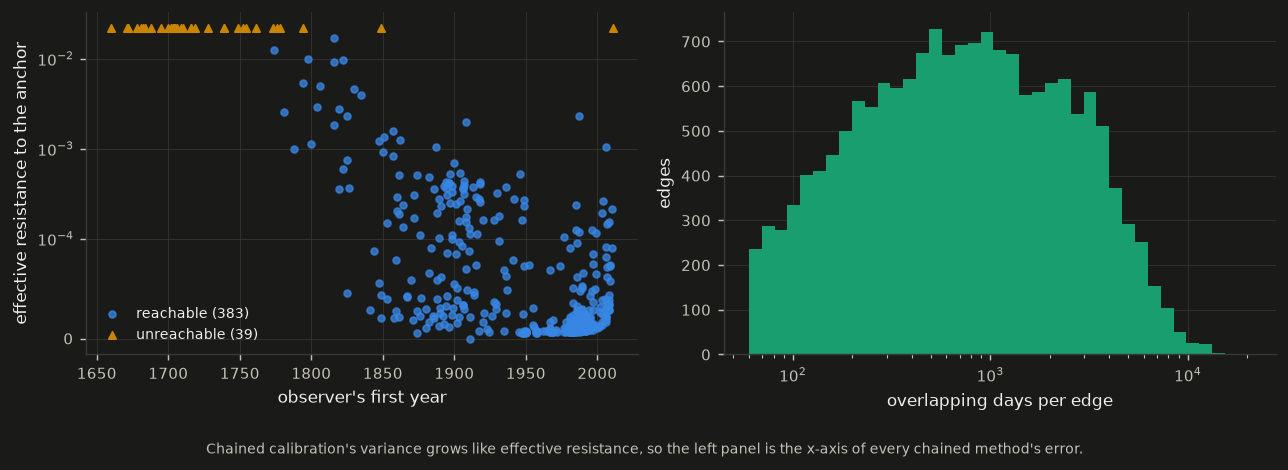 effective resistance to the anchor
10⁻²
10⁻³
10⁻⁴
0
reachable (383)
unreachable (39)
1650 1700 1750 1800 1850 1900 1950 2000
observer's first year
edges
700
600
500
400
300
200
100
0
10² 10³ 10⁴
overlapping days per edge
Chained calibration's variance grows like effective resistance, so the left panel is the x-axis of every chained method's error.